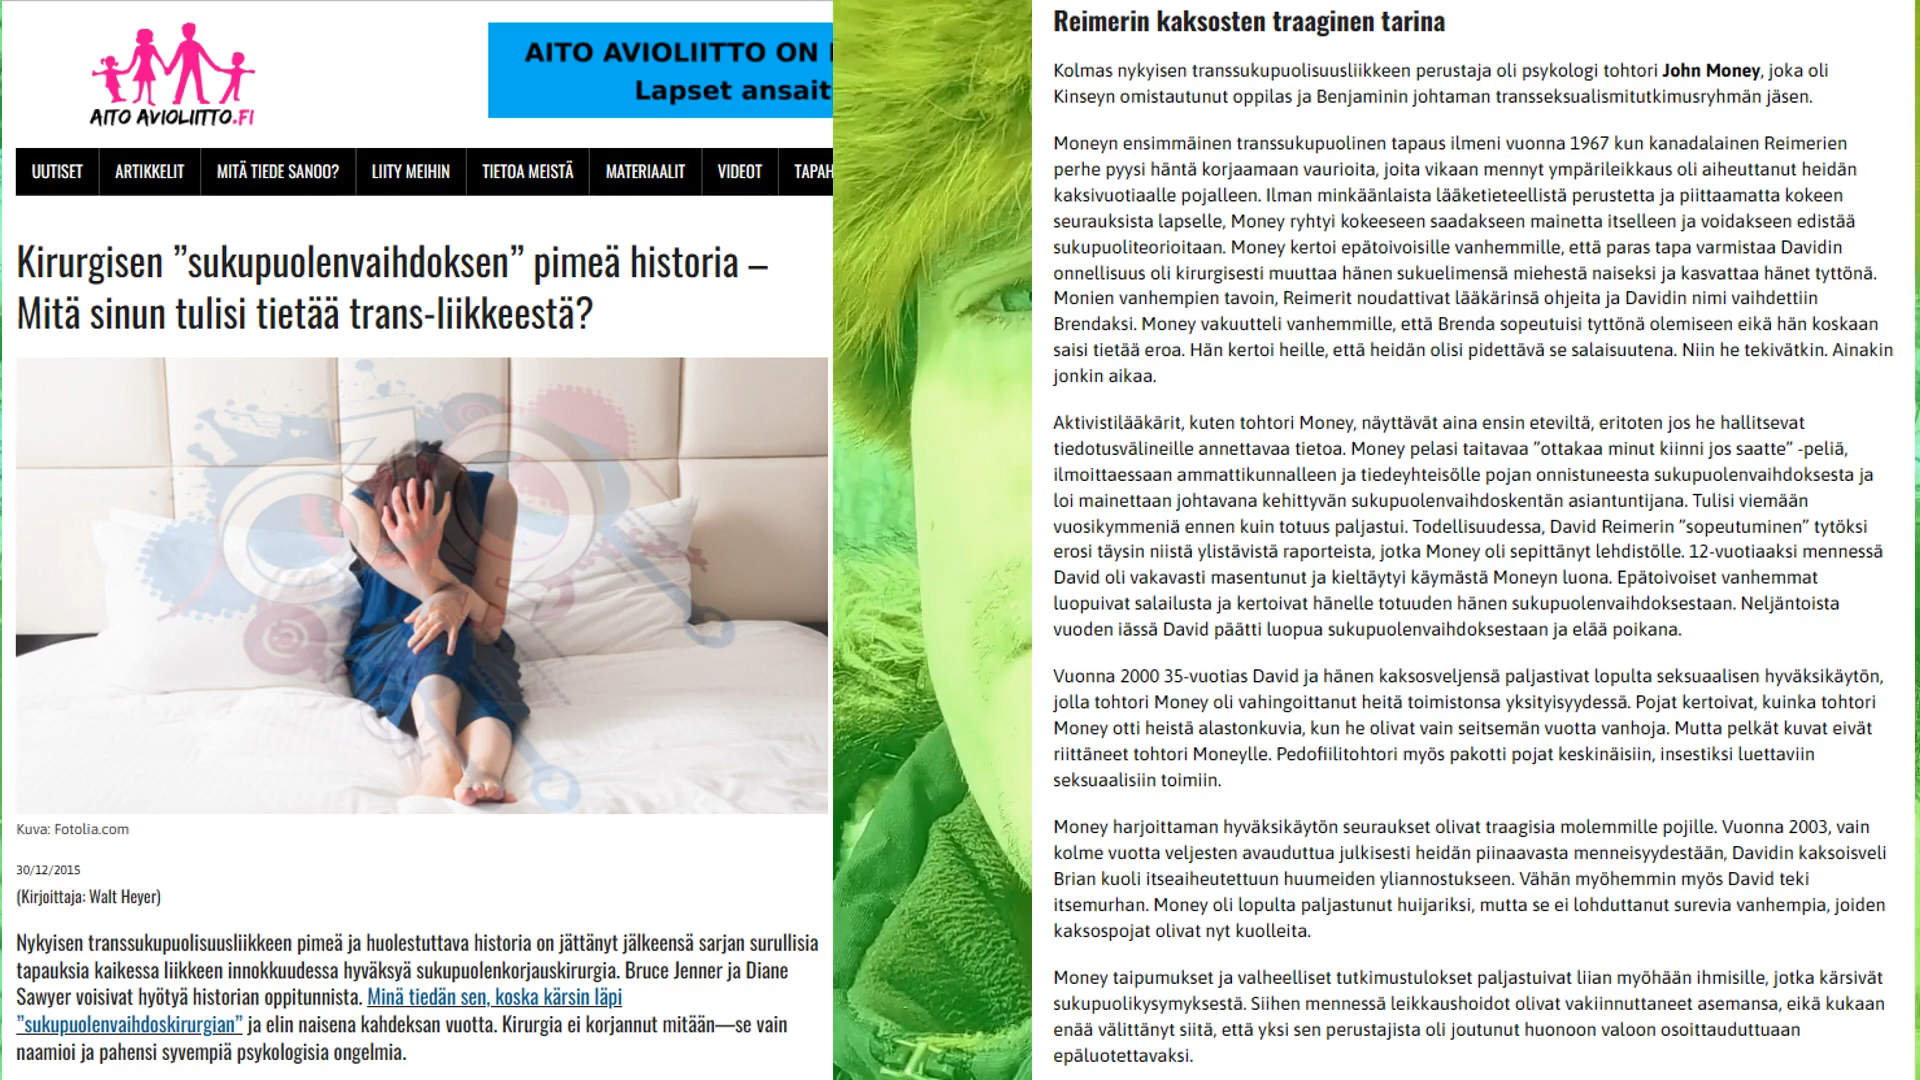 AITO AVIOLIITTO.FI
AITO AVIOLIITTO ON
Lapset ansait
UUTISET ARTIKKELIT MITÄ TIEDE SANOO? LIITY MEIHIN TIETOA MEISTÄ MATERIAALIT VIDEOT TAPAH
Kirurgisen ”sukupuolenvaihdoksen” pimeä historia –
Mitä sinun tulisi tietää trans-liikkeestä?
Kuva: Fotolia.com
30/12/2015
(Kirjoittaja: Walt Heyer)
Nykyisen transsukupuolisuusliikkeen pimeä ja huolestuttava historia on jättänyt jälkeensä sarjan surullisia
tapauksia kaikessa liikkeen innokkuudessa hyväksyä sukupuolenkorjauskirurgia. Bruce Jenner ja Diane
Sawyer voisivat hyötyä historian oppitunnista. Minä tiedän sen, koska kärsin läpi
”sukupuolenvaihdoskirurgian” ja elin naisena kahdeksan vuotta. Kirurgia ei korjannut mitään—se vain
naamioi ja pahensi syvempiä psykologisia ongelmia.
Reimerin kaksosten traaginen tarina
Kolmas nykyisen transsukupuolisuusliikkeen perustaja oli psykologi tohtori John Money, joka oli
Kinseyn omistautunut oppilas ja Benjaminin johtaman transseksualismitutkimusryhmän jäsen.
Moneyn ensimmäinen transsukupuolinen tapaus ilmeni vuonna 1967 kun kanadalainen Reimerien
perhe pyysi häntä korjaamaan vaurioita, joita vikaan mennyt ympärileikkaus oli aiheuttanut heidän
kaksivuotiaalle pojalleen. Ilman minkäänlaista lääketieteellistä perustetta ja piittaamatta kokeen
seurauksista lapselle, Money ryhtyi kokeeseen saadakseen mainetta itselleen ja voidakseen edistää
sukupuoliteorioitaan. Money kertoi epätoivoisille vanhemmille, että paras tapa varmistaa Davidin
onnellisuus oli kirurgisesti muuttaa hänen sukuelimensä miehestä naiseksi ja kasvattaa hänet tyttönä.
Monien vanhempien tavoin, Reimerit noudattivat lääkärinsä ohjeita ja Davidin nimi vaihdettiin
Brendaksi. Money vakuutteli vanhemmille, että Brenda sopeutuisi tyttönä olemiseen eikä hän koskaan
saisi tietää eroa. Hän kertoi heille, että heidän olisi pidettävä se salaisuutena. Niin he tekivätkin. Ainakin
jonkin aikaa.
Aktivistilääkärit, kuten tohtori Money, näyttävät aina ensin eteviltä, eritoten jos he hallitsevat
tiedotusvälineille annettavaa tietoa. Money pelasi taitavaa ”ottakaa minut kiinni jos saatte” -peliä,
ilmoittaessaan ammattikunnalleen ja tiedeyhteisölle pojan onnistuneesta sukupuolenvaihdoksesta ja
loi mainettaan johtavana kehittyvän sukupuolenvaihdoskentän asiantuntijana. Tulisi viemään
vuosikymmeniä ennen kuin totuus paljastui. Todellisuudessa, David Reimerin ”sopeutuminen” tytöksi
erosi täysin niistä ylistävistä raporteista, jotka Money oli sepittänyt lehdistölle. 12-vuotiaaksi mennessä
David oli vakavasti masentunut ja kieltäytyi käymästä Moneyn luona. Epätoivoiset vanhemmat
luopuivat salailusta ja kertoivat hänelle totuuden hänen sukupuolenvaihdoksestaan. Neljäntoista
vuoden iässä David päätti luopua sukupuolenvaihdoksestaan ja elää poikana.
Vuonna 2000 35-vuotias David ja hänen kaksosveljensä paljastivat lopulta seksuaalisen hyväksikäytön,
jolla tohtori Money oli vahingoittanut heitä toimistonsa yksityisyydessä. Pojat kertoivat, kuinka tohtori
Money otti heistä alastonkuvia, kun he olivat vain seitsemän vuotta vanhoja. Mutta pelkät kuvat eivät
riittäneet tohtori Moneylle. Pedofiilitohtori myös pakotti pojat keskinäisiin, insestiksi luettaviin
seksuaalisiin toimiin.
Money harjoittaman hyväksikäytön seuraukset olivat traagisia molemmille pojille. Vuonna 2003, vain
kolme vuotta veljesten avauduttua julkisesti heidän piinaavasta menneisyydestään, Davidin kaksoisveli
Brian kuoli itseaiheutettuun huumeiden yliannostukseen. Vähän myöhemmin myös David teki
itsemurhan. Money oli lopulta paljastunut huijariksi, mutta se ei lohduttanut surevia vanhempia, joiden
kaksospojat olivat nyt kuolleita.
Money taipumukset ja valheelliset tutkimustulokset paljastuivat liian myöhään ihmisille, jotka kärsivät
sukupuolikysymyksestä. Siihen mennessä leikkaushoidot olivat vakiinnuttaneet asemansa, eikä kukaan
enää välittänyt siitä, että yksi sen perustajista oli joutunut huonoon valoon osoittauduttuaan
epäluotettavaksi.